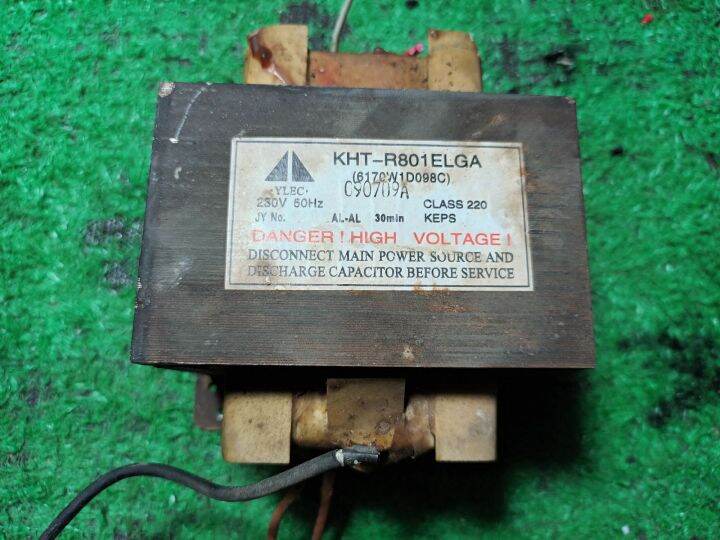 KHT-R801ELGA
(6170W1D098C)
YLEC
C90709A
230V 50Hz
CLASS 220
JY No.
AL-AL 30min KEPS
DANGER ! HIGH VOLTAGE !
DISCONNECT MAIN POWER SOURCE AND
DISCHARGE CAPACITOR BEFORE SERVICE